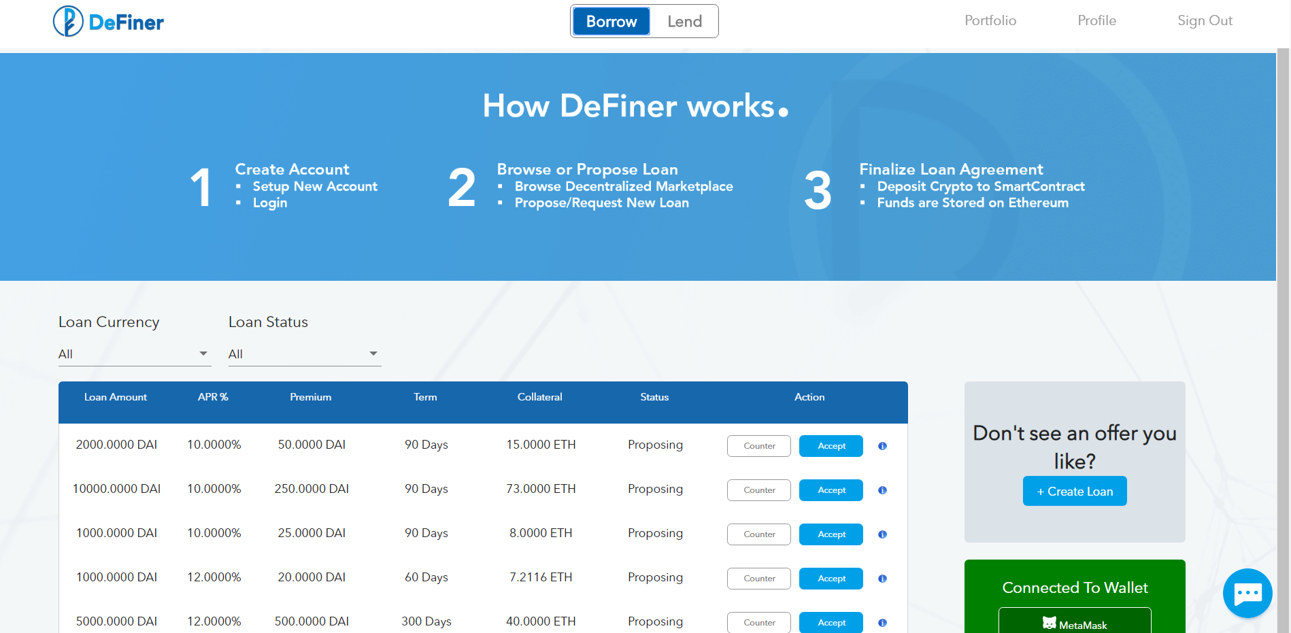 DeFiner
Borrow Lend
Portfolio Profile Sign Out
How DeFiner works.
1 Create Account
Setup New Account
Login
2 Browse or Propose Loan
Browse Decentralized Marketplace
Propose/Request New Loan
3 Finalize Loan Agreement
Deposit Crypto to SmartContract
Funds are Stored on Ethereum
Loan Currency Loan Status
All All
Loan Amount APR % Premium Term Collateral Status Action
2000.0000 DAI 10.0000% 50.0000 DAI 90 Days 15.0000 ETH Proposing Counter Accept
10000.0000 DAI 10.0000% 250.0000 DAI 90 Days 73.0000 ETH Proposing Counter Accept
1000.0000 DAI 10.0000% 25.0000 DAI 90 Days 8.0000 ETH Proposing Counter Accept
1000.0000 DAI 12.0000% 20.0000 DAI 60 Days 7.2116 ETH Proposing Counter Accept
5000.0000 DAI 12.0000% 500.0000 DAI 300 Days 40.0000 ETH Proposing Counter Accept
Don't see an offer you
like?
+ Create Loan
Connected To Wallet
MetaMask